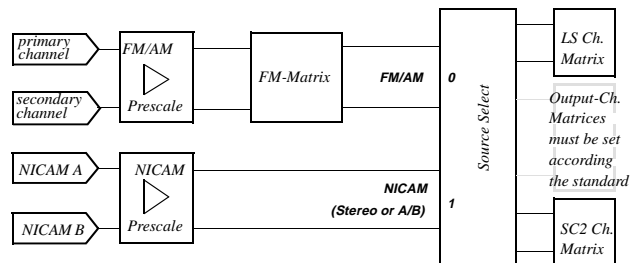 primary
channel
secondary
channel
FM/AM
Prescale
FM-Matrix
FM/AM
0
NICAM A
NICAM B
NICAM
Prescale
NICAM
(Stereo or A/B)
1
Source Select
LS Ch.
Matrix
Output-Ch.
Matrices
must be set
according
the standard
SC2 Ch.
Matrix